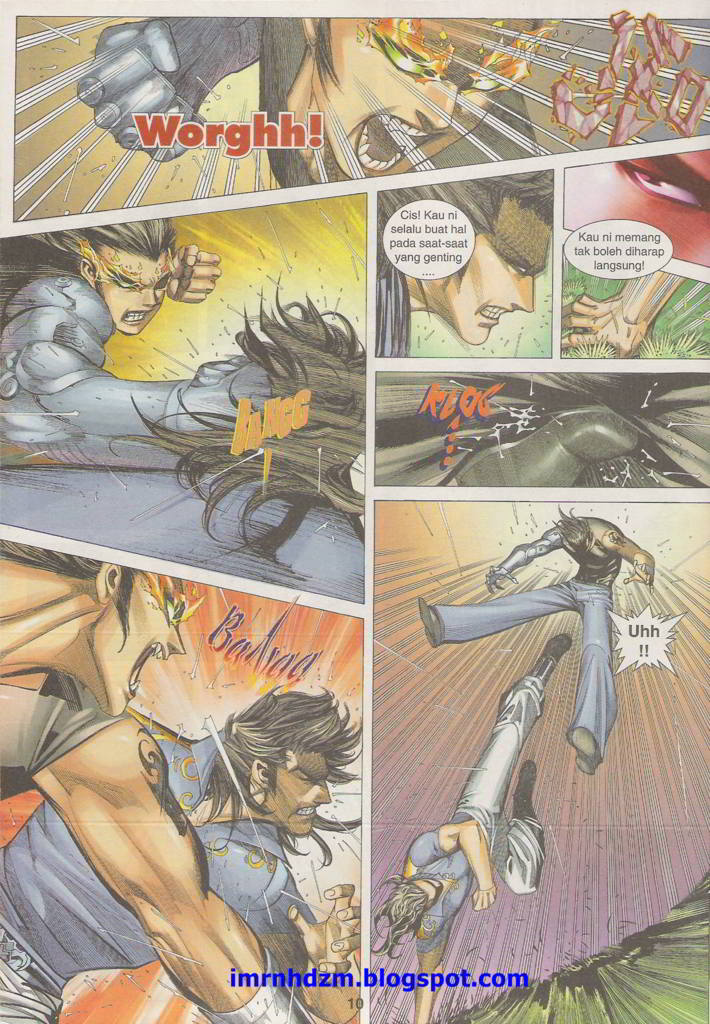 Worghh!
Cis! Kau ni
selalu buat hal
pada saat-saat
yang genting
....
Kau ni memang
tak boleh diharap
langsung!
Uhh
!!
imrnhdzm.blogspot.com
10